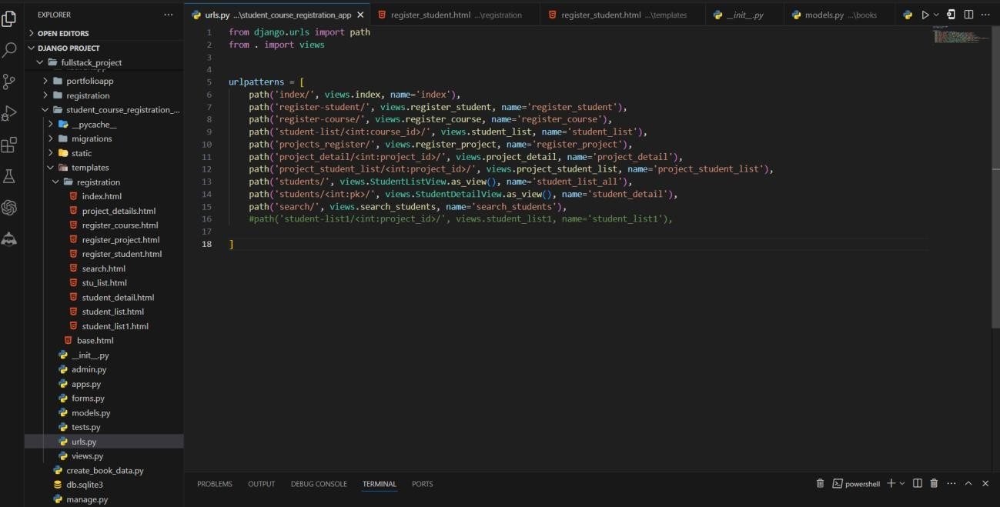 EXPLORER
urls.py ...\student_course_registration_app
register_student.html ...\registration
register_student.html ...\templates
__init__.py
models.py ...\books
OPEN EDITORS
DJANGO PROJECT
fullstack_project
portfolioapp
registration
student_course_registration_...
__pycache__
migrations
static
templates
registration
index.html
project_details.html
register_course.html
register_project.html
register_student.html
search.html
stu_list.html
student_detail.html
student_list.html
student_list1.html
base.html
__init__.py
admin.py
apps.py
forms.py
models.py
tests.py
urls.py
views.py
create_book_data.py
db.sqlite3
manage.py
1 from django.urls import path
2 from . import views
3
4
5 urlpatterns = [
6 path('index/', views.index, name='index'),
7 path('register-student/', views.register_student, name='register_student'),
8 path('register-course/', views.register_course, name='register_course'),
9 path('student-list/<int:course_id>/', views.student_list, name='student_list'),
10 path('projects_register/', views.register_project, name='register_project'),
11 path('project_detail/<int:project_id>/', views.project_detail, name='project_detail'),
12 path('project_student_list/<int:project_id>/', views.project_student_list, name='project_student_list'),
13 path('students/', views.StudentListView.as_view(), name='student_list_all'),
14 path('students/<int:pk>/', views.StudentDetailView.as_view(), name='student_detail'),
15 path('search/', views.search_students, name='search_students'),
16 #path('student-list1/<int:project_id>/', views.student_list1, name='student_list1'),
17
18 ]
PROBLEMS OUTPUT DEBUG CONSOLE TERMINAL PORTS
powershell